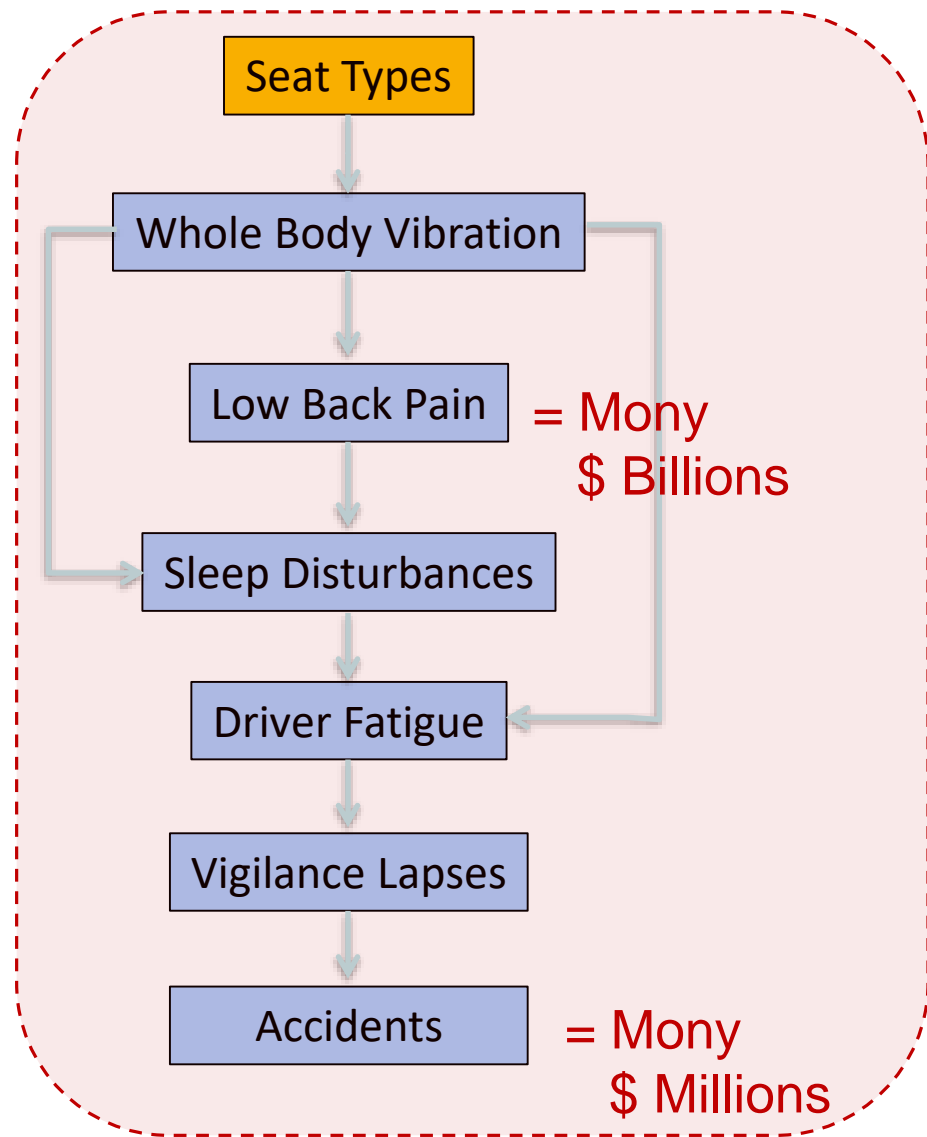 Seat Types
Whole Body Vibration
Low Back Pain
= Mony
$ Billions
Sleep Disturbances
Driver Fatigue
Vigilance Lapses
Accidents
= Mony
$ Millions